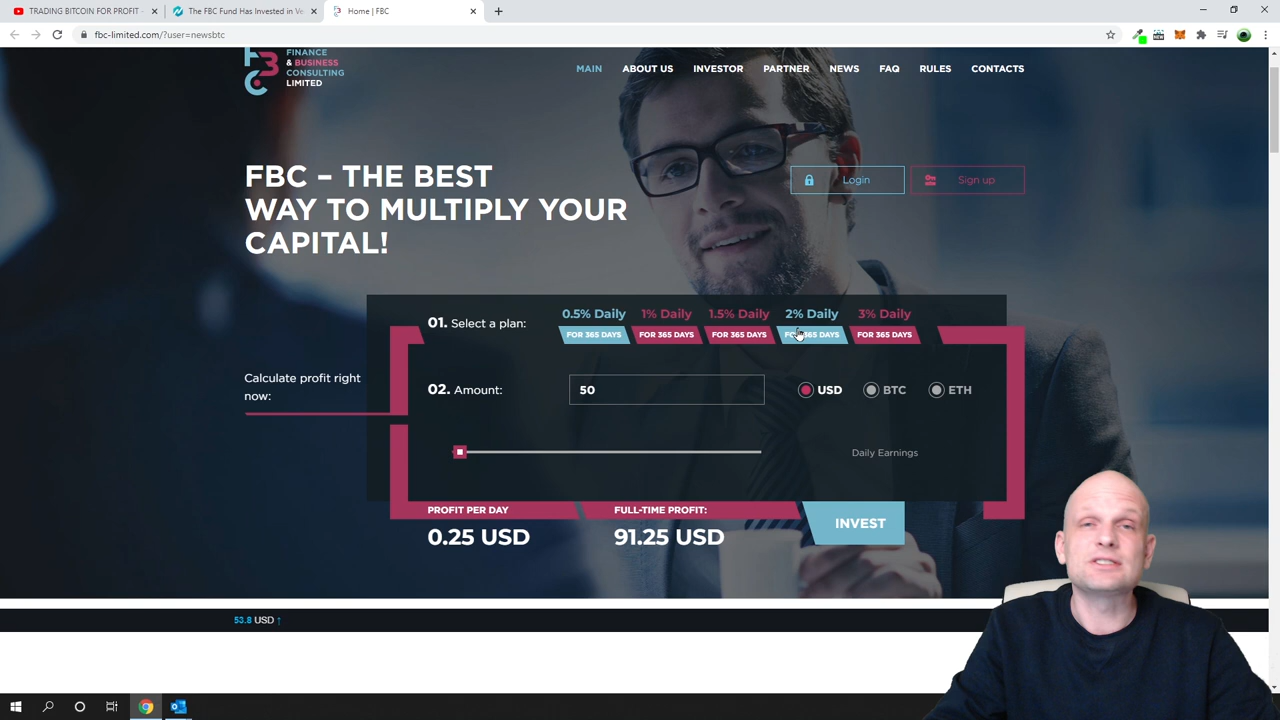 TRADING BITCOIN FOR PROFIT -
The FBC Fund Has Invested in Ve
Home | FBC
fbc-limited.com/?user=newsbtc
FINANCE
& BUSINESS
CONSULTING
LIMITED
MAIN
ABOUT US
INVESTOR
PARTNER
NEWS
FAQ
RULES
CONTACTS
FBC – THE BEST
WAY TO MULTIPLY YOUR
CAPITAL!
Login
Sign up
01. Select a plan:
0.5% Daily
FOR 365 DAYS
1% Daily
FOR 365 DAYS
1.5% Daily
FOR 365 DAYS
2% Daily
FOR 365 DAYS
3% Daily
FOR 365 DAYS
Calculate profit right
now:
02. Amount:
50
USD
BTC
ETH
Daily Earnings
PROFIT PER DAY
0.25 USD
FULL-TIME PROFIT:
91.25 USD
INVEST
53.8 USD ↑